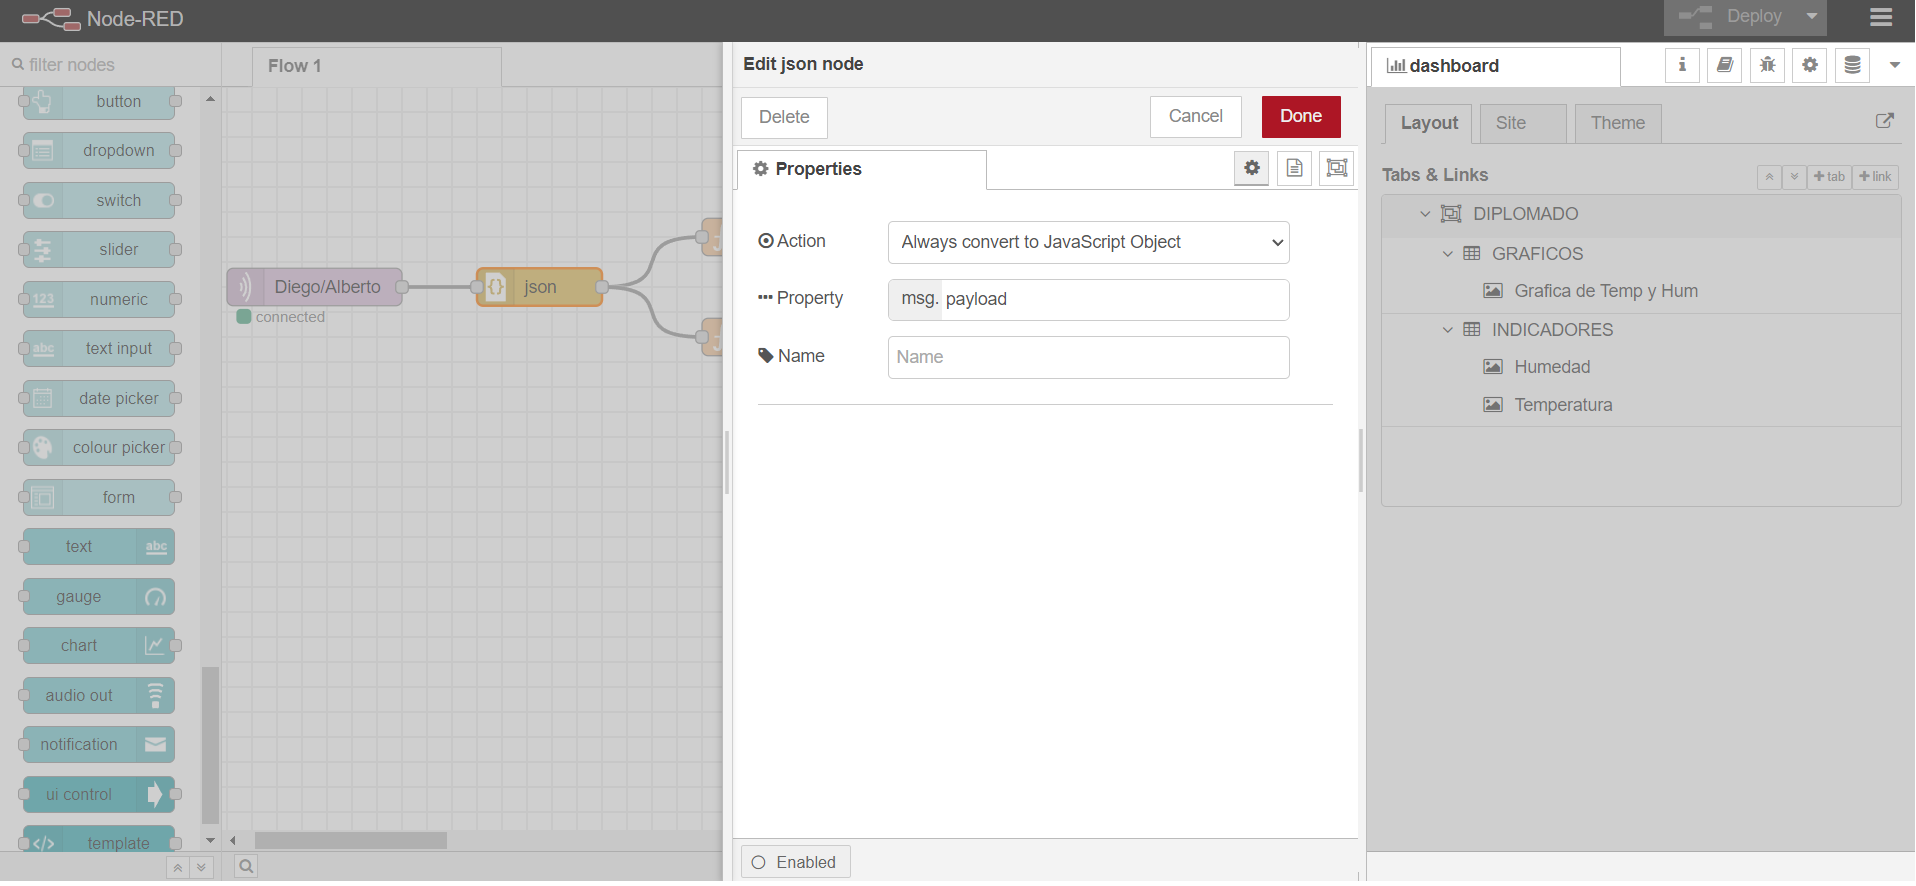 Node-RED
Deploy
filter nodes
Flow 1
button
dropdown
switch
slider
123 numeric
abc text input
date picker
colour picker
form
text abc
gauge
chart
audio out
notification
ui control
</> template
Diego/Alberto
connected
{} json
Edit json node
Delete
Cancel
Done
Properties
Action
Always convert to JavaScript Object
Property
msg. payload
Name
Name
Enabled
dashboard
i
Layout
Site
Theme
Tabs & Links
+ tab
+ link
DIPLOMADO
GRAFICOS
Grafica de Temp y Hum
INDICADORES
Humedad
Temperatura